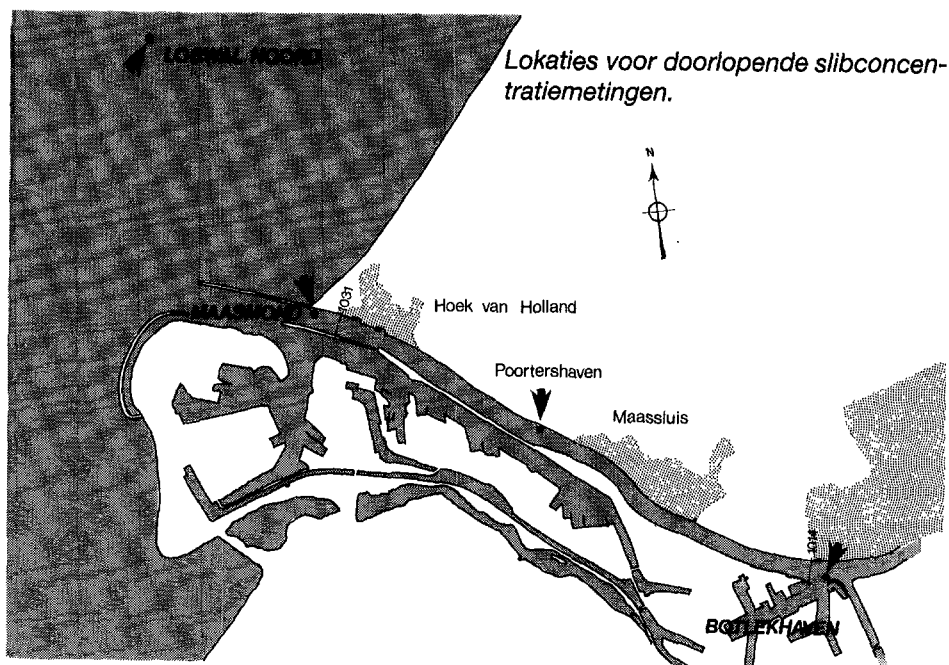 LOSWAL NOORD
Lokaties voor doorlopende slibconcen-
tratiemetingen.
N
MAASMOND
1031
Hoek van Holland
Poortershaven
Maassluis
1014
BOTLEKHAVEN